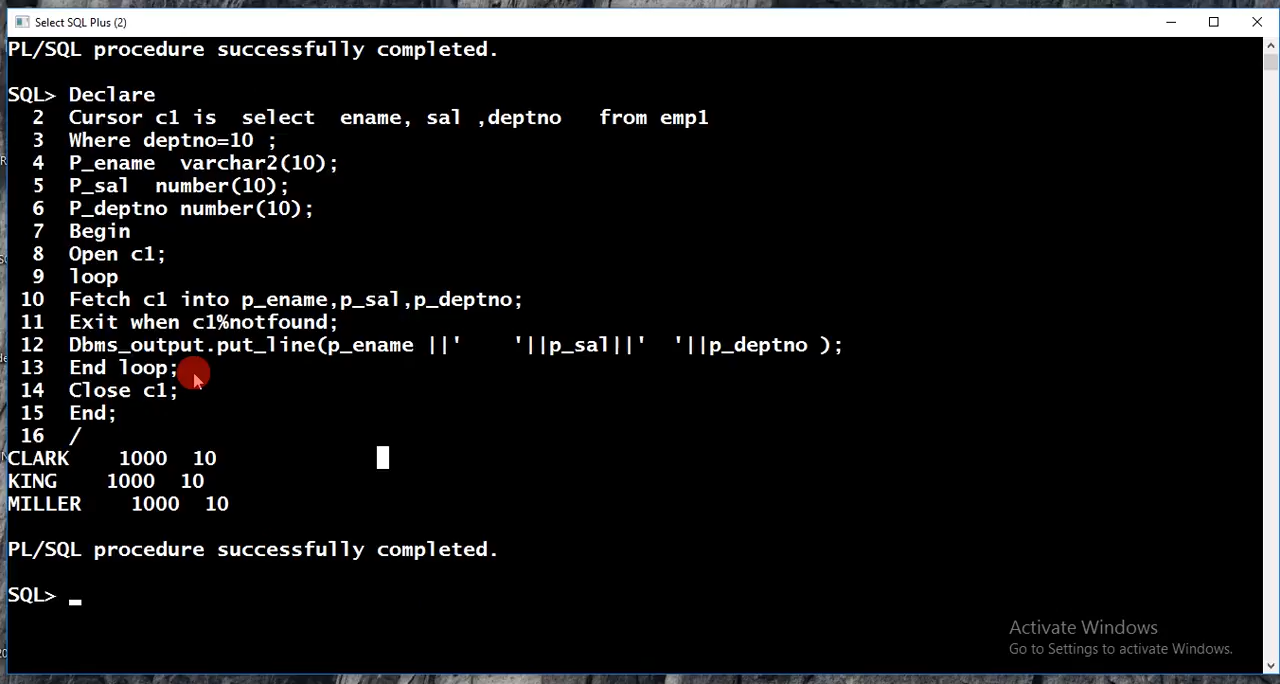 Select SQL Plus (2)
PL/SQL procedure successfully completed.
SQL> Declare
2 Cursor c1 is select ename, sal ,deptno from emp1
3 Where deptno=10 ;
4 P_ename varchar2(10);
5 P_sal number(10);
6 P_deptno number(10);
7 Begin
8 Open c1;
9 loop
10 Fetch c1 into p_ename,p_sal,p_deptno;
11 Exit when c1%notfound;
12 Dbms_output.put_line(p_ename ||'    '||p_sal||'  '||p_deptno );
13 End loop;
14 Close c1;
15 End;
16 /
CLARK 1000 10
KING 1000 10
MILLER 1000 10
PL/SQL procedure successfully completed.
SQL>
Activate Windows
Go to Settings to activate Windows.